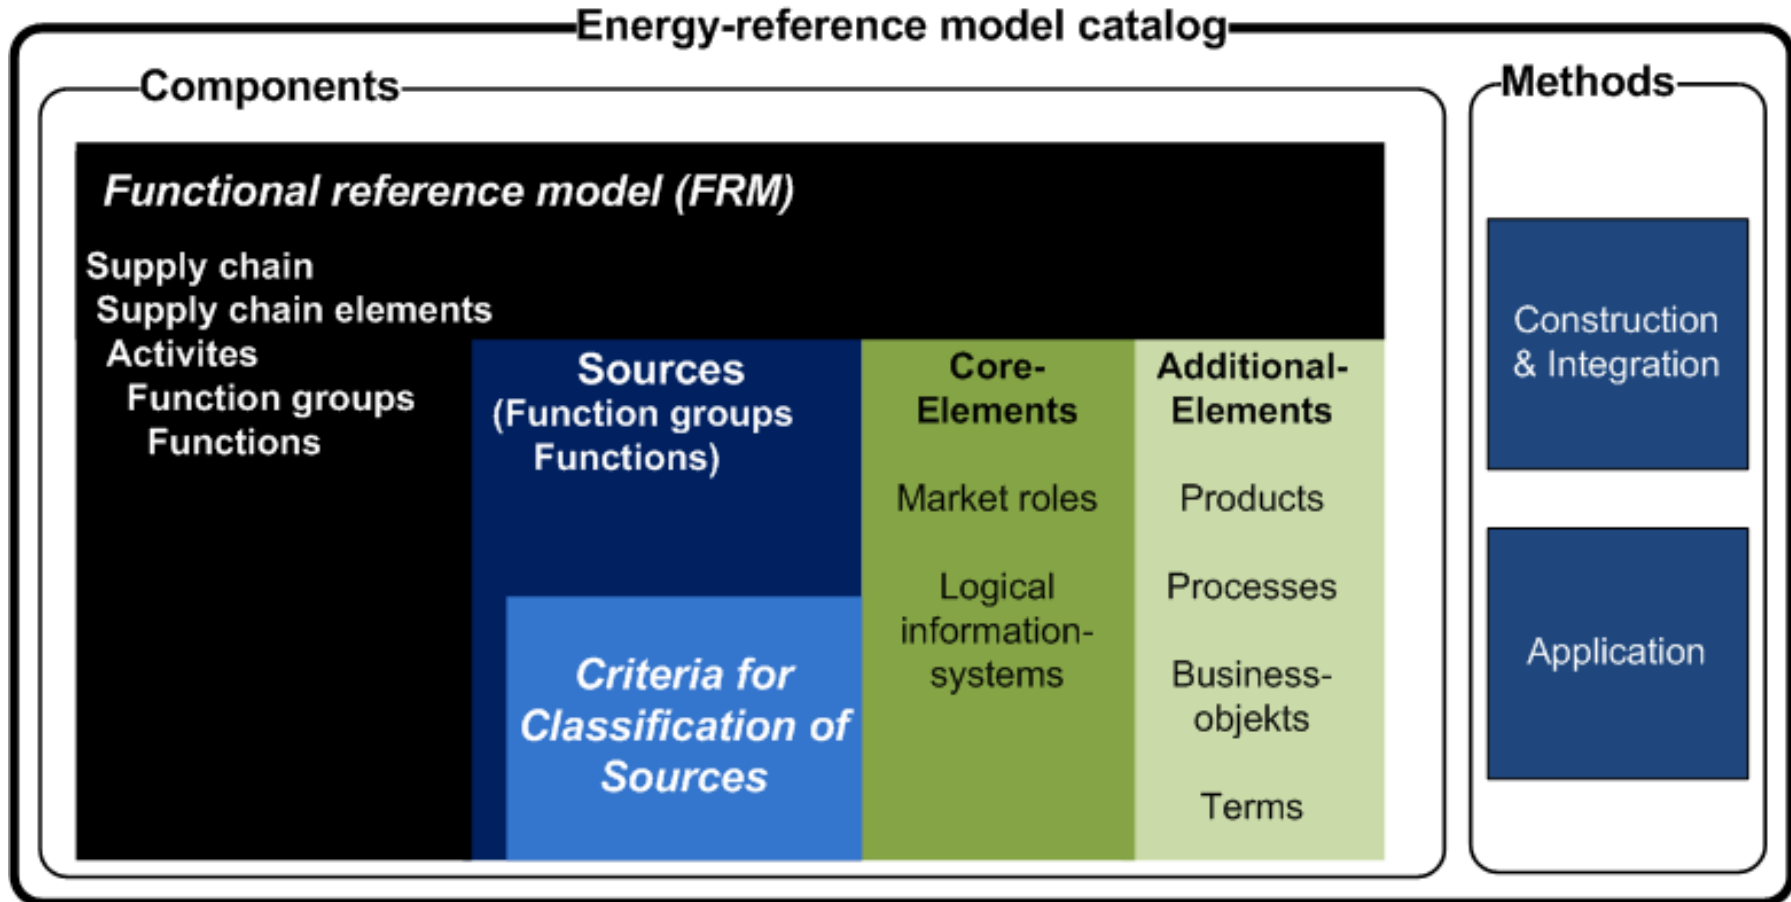 Energy-reference model catalog
Components
Functional reference model (FRM)
Supply chain
Supply chain elements
Activites
Function groups
Functions
Sources
(Function groups
Functions)
Criteria for
Classification of
Sources
Core-
Elements
Market roles
Logical
information-
systems
Additional-
Elements
Products
Processes
Business-
objekts
Terms
Methods
Construction
& Integration
Application